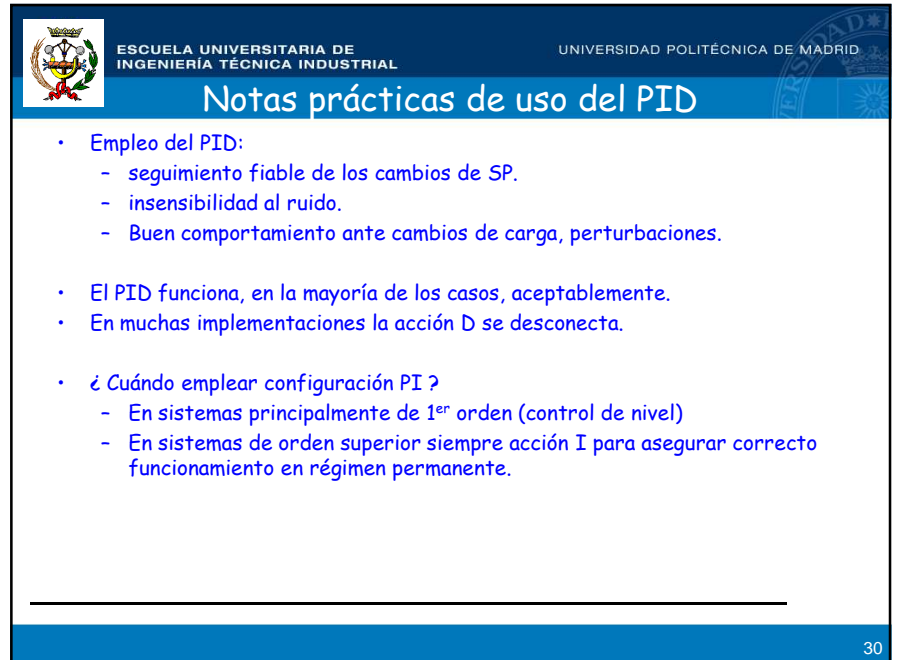 ESCUELA UNIVERSITARIA DE
INGENIERÍA TÉCNICA INDUSTRIAL
UNIVERSIDAD POLITÉCNICA DE MADRID
Notas prácticas de uso del PID
• Empleo del PID:
– seguimiento fiable de los cambios de SP.
– insensibilidad al ruido.
– Buen comportamiento ante cambios de carga, perturbaciones.
• El PID funciona, en la mayoría de los casos, aceptablemente.
• En muchas implementaciones la acción D se desconecta.
• ¿ Cuándo emplear configuración PI ?
– En sistemas principalmente de 1er orden (control de nivel)
– En sistemas de orden superior siempre acción I para asegurar correcto
funcionamiento en régimen permanente.
30